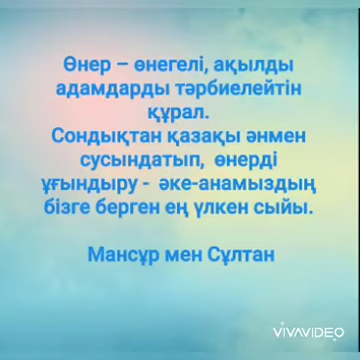 Өнер – өнегелі, ақылды
адамдарды тәрбиелейтін
құрал.
Сондықтан қазақы әнмен
сусындатып, өнерді
ұғындыру - әке-анамыздың
бізге берген ең үлкен сыйы.
Мансұр мен Сұлтан
VIVAVIDEO